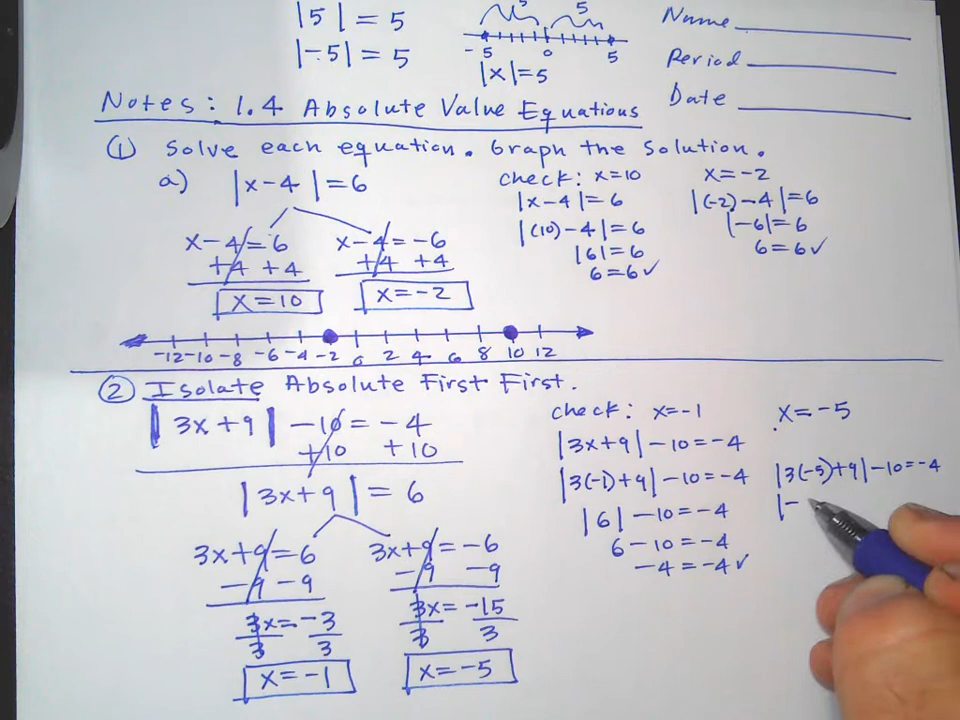 |5| = 5
|-5| = 5
5 5
-5 0 5
|x|=5
Name
Period
Date
Notes: 1.4 Absolute Value Equations
① Solve each equation. Graph the Solution.
a) |x-4|=6
x-4=6 x-4=-6
+4 +4 +4 +4
x=10 x=-2
check: x=10
|x-4|=6
|(10)-4|=6
|6|=6
6=6✓
x=-2
|(-2)-4|=6
|-6|=6
6=6✓
-12 -10 -8 -6 -4 -2 0 2 4 6 8 10 12
② Isolate Absolute First First.
|3x+9| -10 = -4
+10 +10
|3x+9| = 6
3x+9=6 3x+9=-6
-9 -9 -9 -9
3x=-3 3x=-15
3 3 3 3
x=-1 x=-5
check: x=-1
|3x+9|-10=-4
|3(-1)+9|-10=-4
|6|-10=-4
6-10=-4
-4=-4✓
x=-5
|3(-5)+9|-10=-4
|-